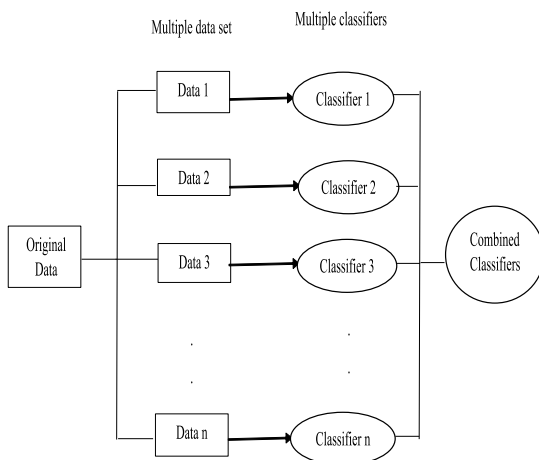 Multiple data set
Multiple classifiers
Data 1
Classifier 1
Data 2
Classifier 2
Original
Data
Data 3
Classifier 3
Combined
Classifiers
.
.
.
.
Data n
Classifier n